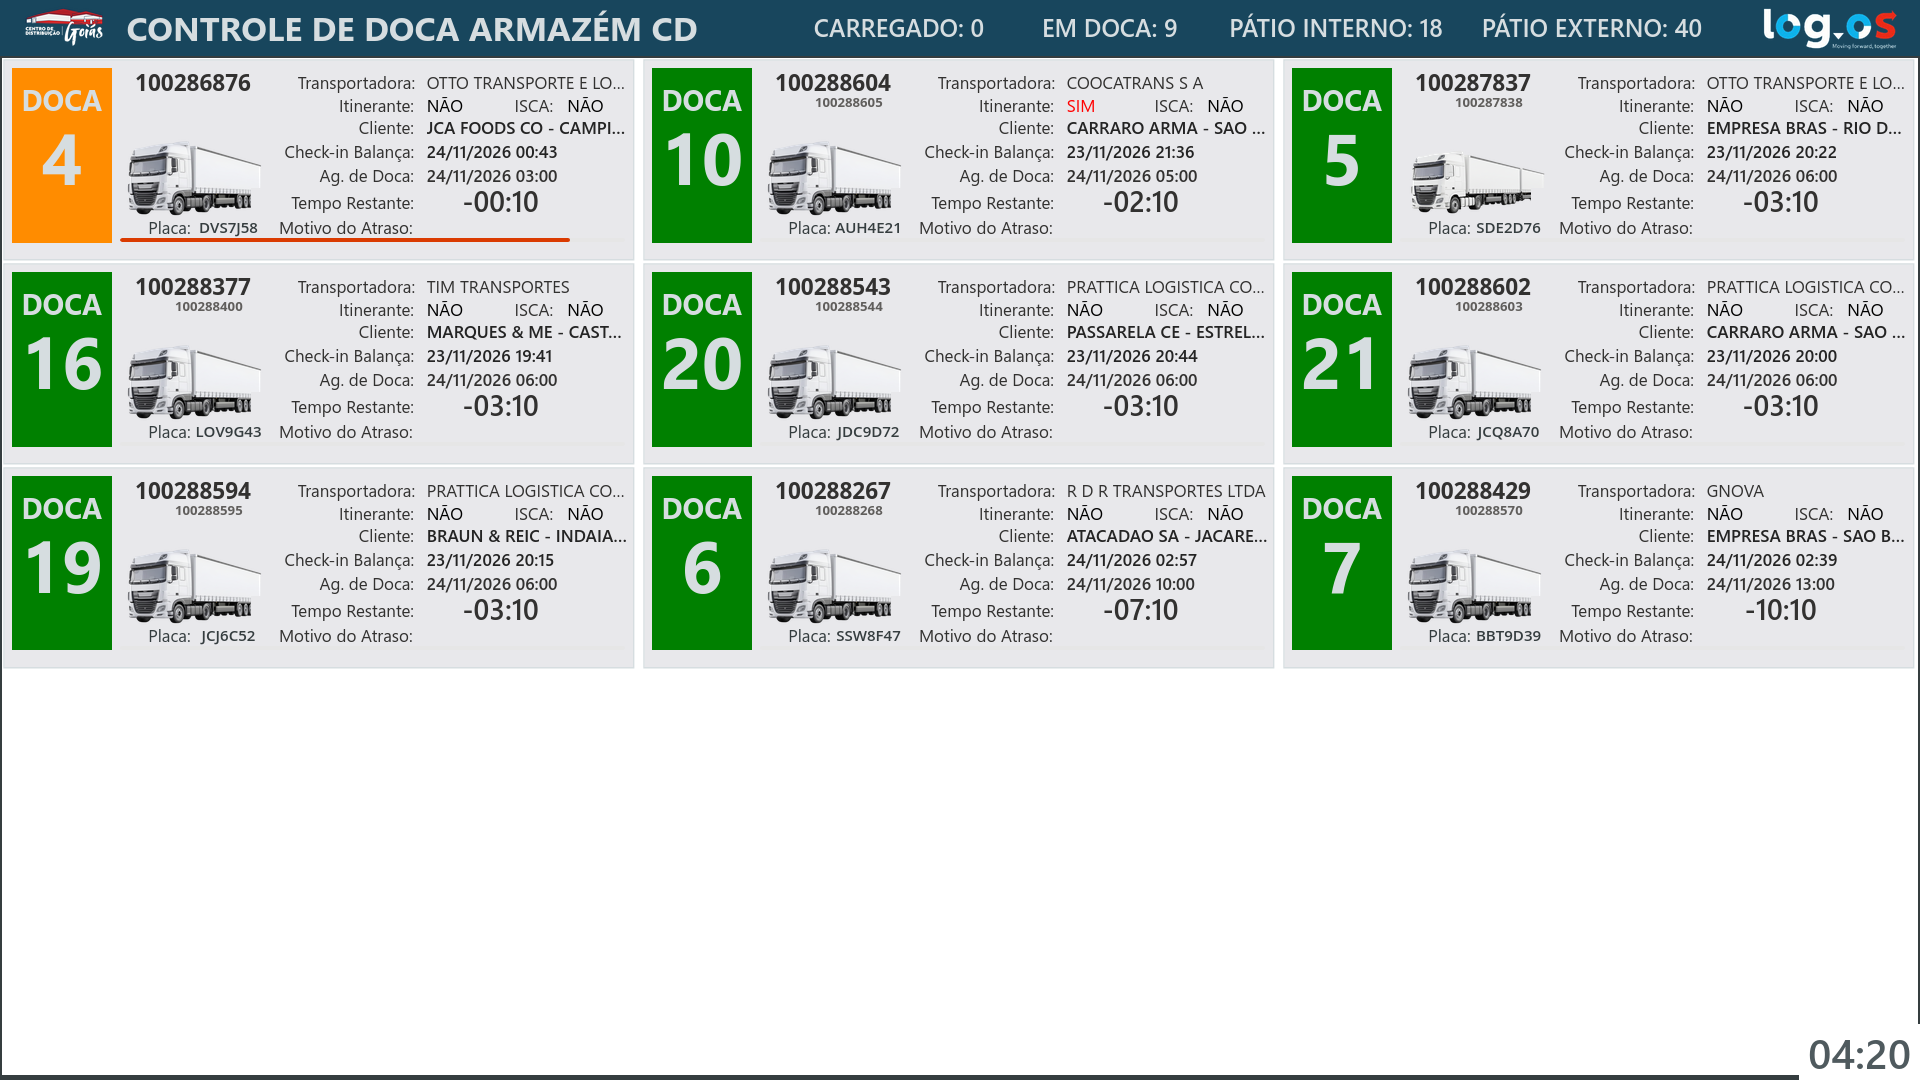 CENTRO DE DISTRIBUIÇÃO Goiás
CONTROLE DE DOCA ARMAZÉM CD
CARREGADO: 0
EM DOCA: 9
PÁTIO INTERNO: 18
PÁTIO EXTERNO: 40
log.os
Moving forward, together
DOCA
4
100286876
Transportadora: OTTO TRANSPORTE E LO...
Itinerante: NÃO ISCA: NÃO
Cliente: JCA FOODS CO - CAMPI...
Check-in Balança: 24/11/2026 00:43
Ag. de Doca: 24/11/2026 03:00
Tempo Restante: -00:10
Placa: DVS7J58 Motivo do Atraso:
DOCA
10
100288604
100288605
Transportadora: COOCATRANS S A
Itinerante: SIM ISCA: NÃO
Cliente: CARRARO ARMA - SAO ...
Check-in Balança: 23/11/2026 21:36
Ag. de Doca: 24/11/2026 05:00
Tempo Restante: -02:10
Placa: AUH4E21 Motivo do Atraso:
DOCA
5
100287837
100287838
Transportadora: OTTO TRANSPORTE E LO...
Itinerante: NÃO ISCA: NÃO
Cliente: EMPRESA BRAS - RIO D...
Check-in Balança: 23/11/2026 20:22
Ag. de Doca: 24/11/2026 06:00
Tempo Restante: -03:10
Placa: SDE2D76 Motivo do Atraso:
DOCA
16
100288377
100288400
Transportadora: TIM TRANSPORTES
Itinerante: NÃO ISCA: NÃO
Cliente: MARQUES & ME - CAST...
Check-in Balança: 23/11/2026 19:41
Ag. de Doca: 24/11/2026 06:00
Tempo Restante: -03:10
Placa: LOV9G43 Motivo do Atraso:
DOCA
20
100288543
100288544
Transportadora: PRATTICA LOGISTICA CO...
Itinerante: NÃO ISCA: NÃO
Cliente: PASSARELA CE - ESTREL...
Check-in Balança: 23/11/2026 20:44
Ag. de Doca: 24/11/2026 06:00
Tempo Restante: -03:10
Placa: JDC9D72 Motivo do Atraso:
DOCA
21
100288602
100288603
Transportadora: PRATTICA LOGISTICA CO...
Itinerante: NÃO ISCA: NÃO
Cliente: CARRARO ARMA - SAO ...
Check-in Balança: 23/11/2026 20:00
Ag. de Doca: 24/11/2026 06:00
Tempo Restante: -03:10
Placa: JCQ8A70 Motivo do Atraso:
DOCA
19
100288594
100288595
Transportadora: PRATTICA LOGISTICA CO...
Itinerante: NÃO ISCA: NÃO
Cliente: BRAUN & REIC - INDAIA...
Check-in Balança: 23/11/2026 20:15
Ag. de Doca: 24/11/2026 06:00
Tempo Restante: -03:10
Placa: JCJ6C52 Motivo do Atraso:
DOCA
6
100288267
100288268
Transportadora: R D R TRANSPORTES LTDA
Itinerante: NÃO ISCA: NÃO
Cliente: ATACADAO SA - JACARE...
Check-in Balança: 24/11/2026 02:57
Ag. de Doca: 24/11/2026 10:00
Tempo Restante: -07:10
Placa: SSW8F47 Motivo do Atraso:
DOCA
7
100288429
100288570
Transportadora: GNOVA
Itinerante: NÃO ISCA: NÃO
Cliente: EMPRESA BRAS - SAO B...
Check-in Balança: 24/11/2026 02:39
Ag. de Doca: 24/11/2026 13:00
Tempo Restante: -10:10
Placa: BBT9D39 Motivo do Atraso:
04:20